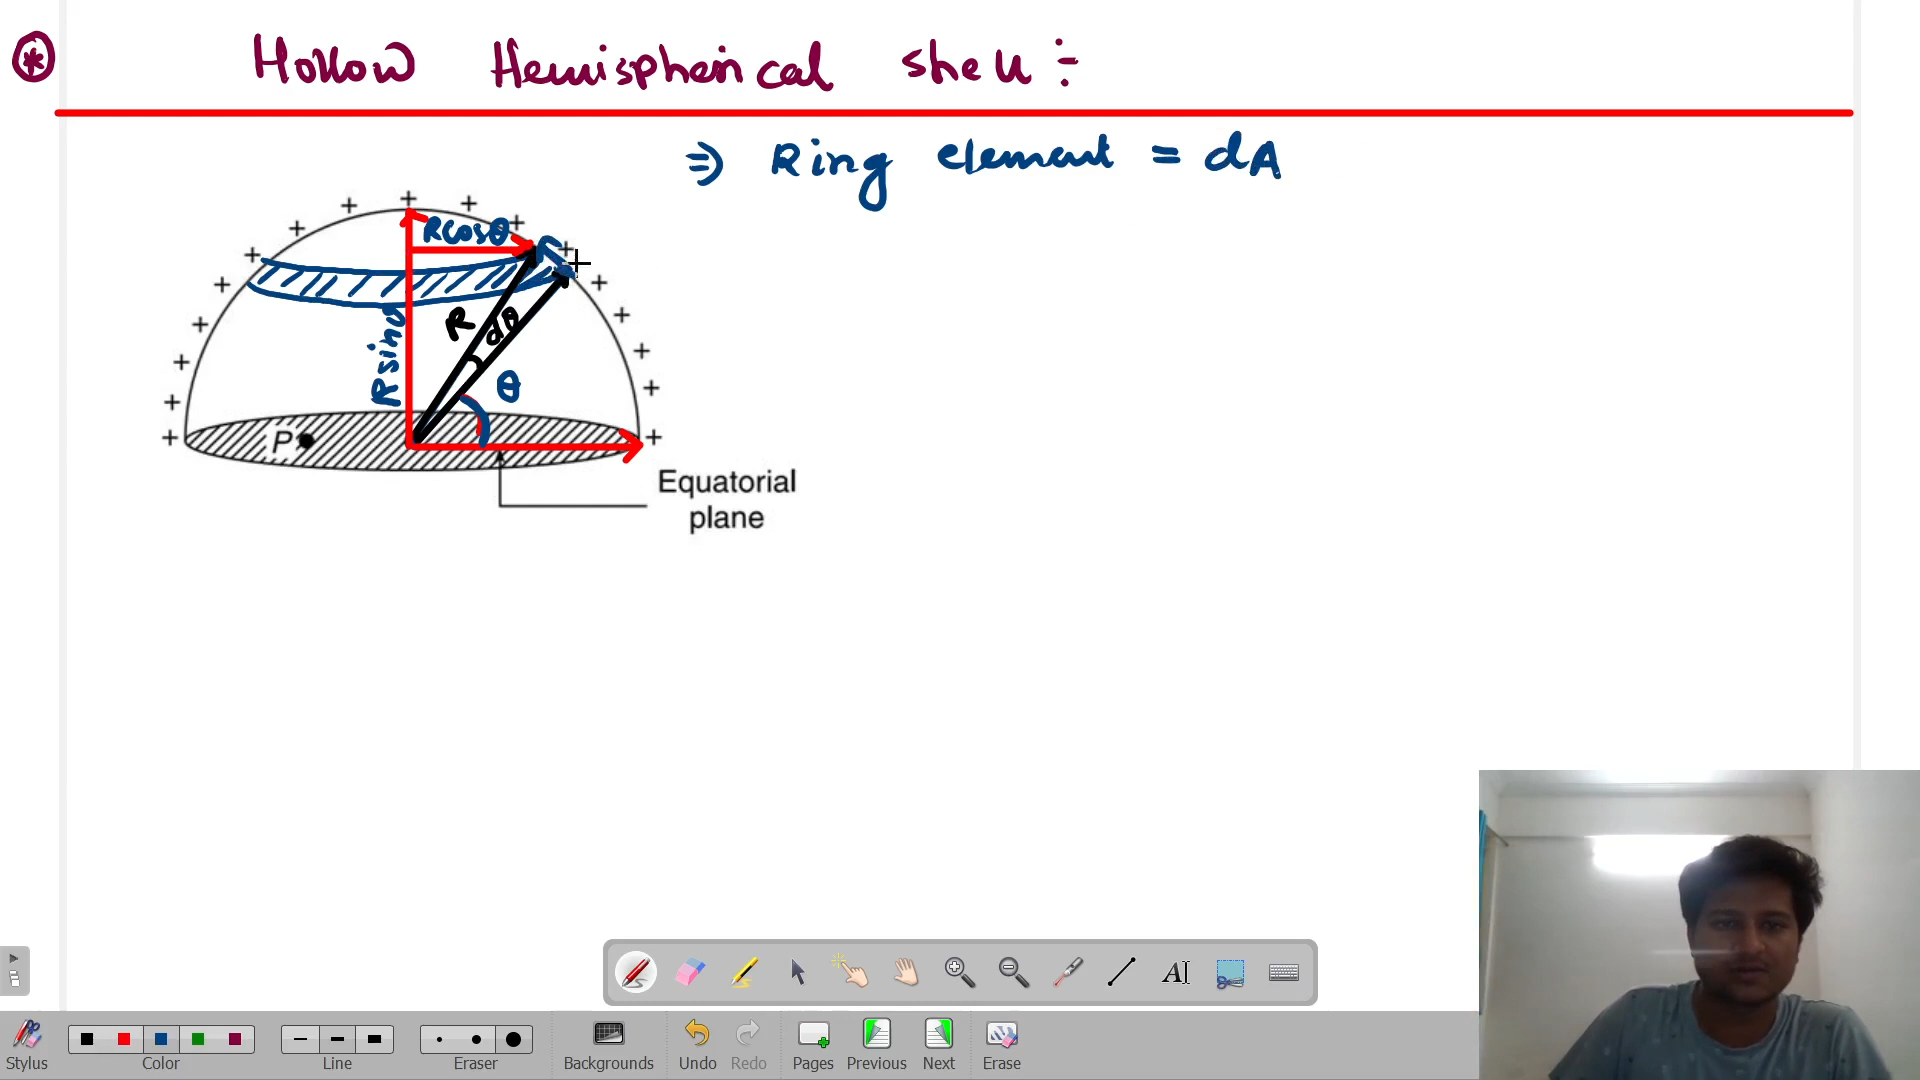 * Hollow Hemispherical shell ÷
⇒ Ring element = dA
+ + + + + + + + + + + + + + + + + + +
Rcosθ
Rsinθ
R
dθ
θ
P
Equatorial
plane
AI
Stylus
Color
Line
Eraser
Backgrounds
Undo
Redo
Pages
Previous
Next
Erase